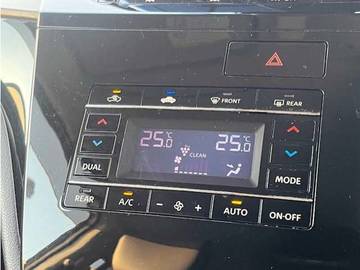 FRONT REAR
25.0°C 25.0°C
CLEAN
DUAL MODE
REAR A/C − + AUTO ON·OFF